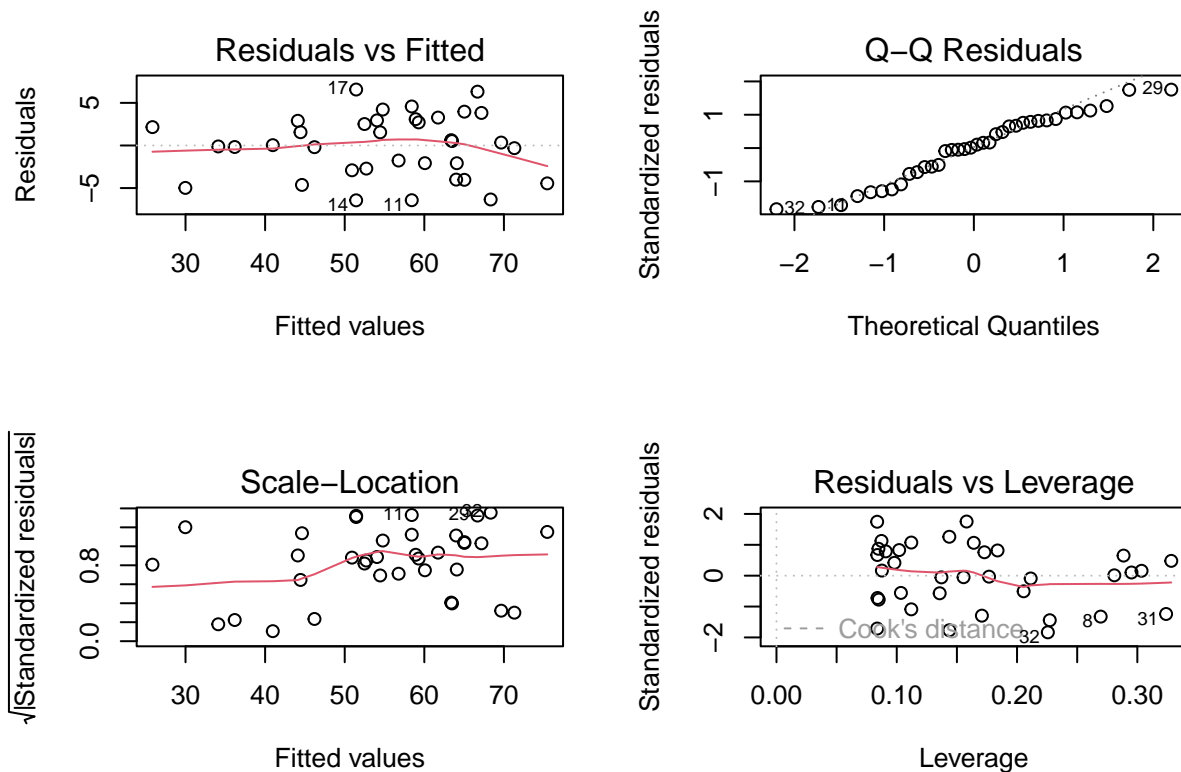 Residuals vs Fitted
Residuals
5
−5
17
14
11
30 40 50 60 70
Fitted values
Q−Q Residuals
Standardized residuals
1
−1
29
32
11
−2 −1 0 1 2
Theoretical Quantiles
Scale−Location
√|Standardized residuals|
0.8
0.0
11
29
32
30 40 50 60 70
Fitted values
Residuals vs Leverage
Standardized residuals
2
0
−2
Cook's distance
32
8
31
0.00 0.10 0.20 0.30
Leverage